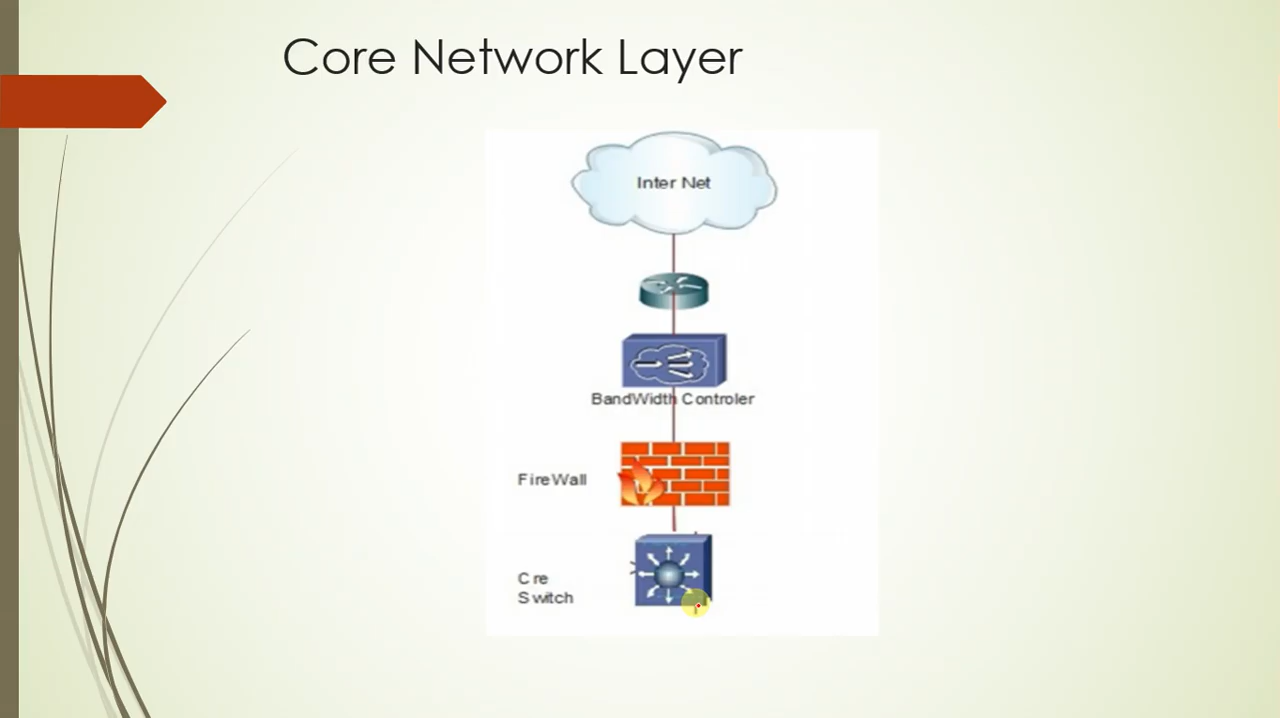 Core Network Layer
Inter Net
BandWidth Controler
FireWall
Cre
Switch